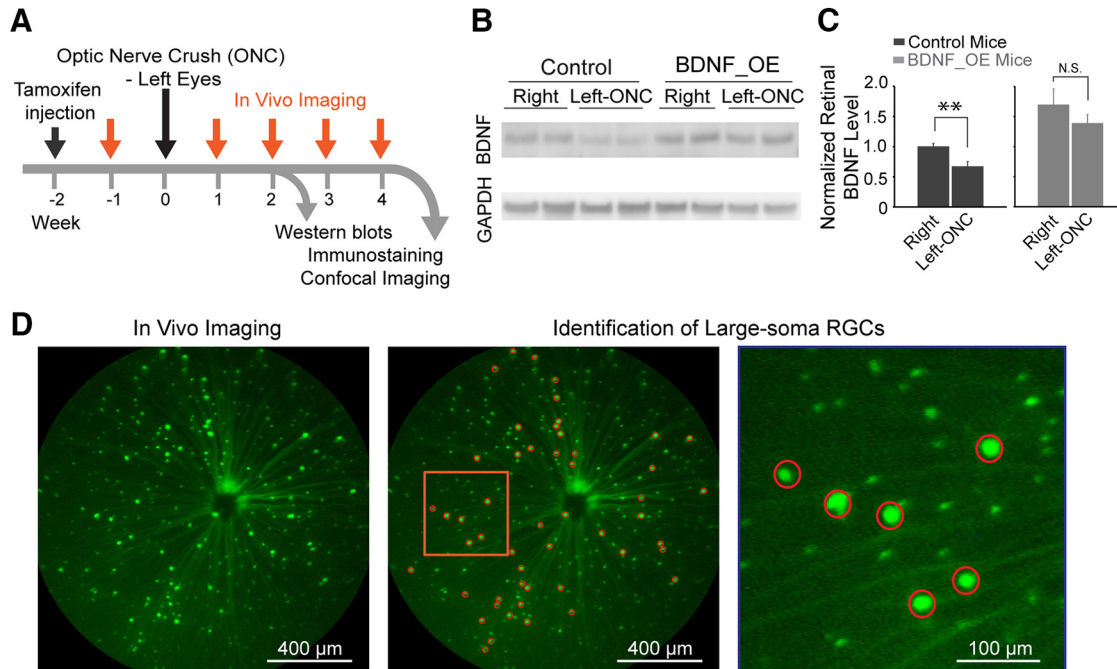 A
Optic Nerve Crush (ONC)
- Left Eyes
Tamoxifen
injection
In Vivo Imaging
-2 -1 0 1 2 3 4
Week
Western blots
Immunostaining
Confocal Imaging
B
Control BDNF_OE
Right Left-ONC Right Left-ONC
BDNF
GAPDH
C
Control Mice
BDNF_OE Mice
Normalized Retinal
BDNF Level
2.0
1.5
1.0
0.5
0
**
N.S.
Right
Left-ONC
Right
Left-ONC
D
In Vivo Imaging Identification of Large-soma RGCs
400 µm 400 µm 100 µm